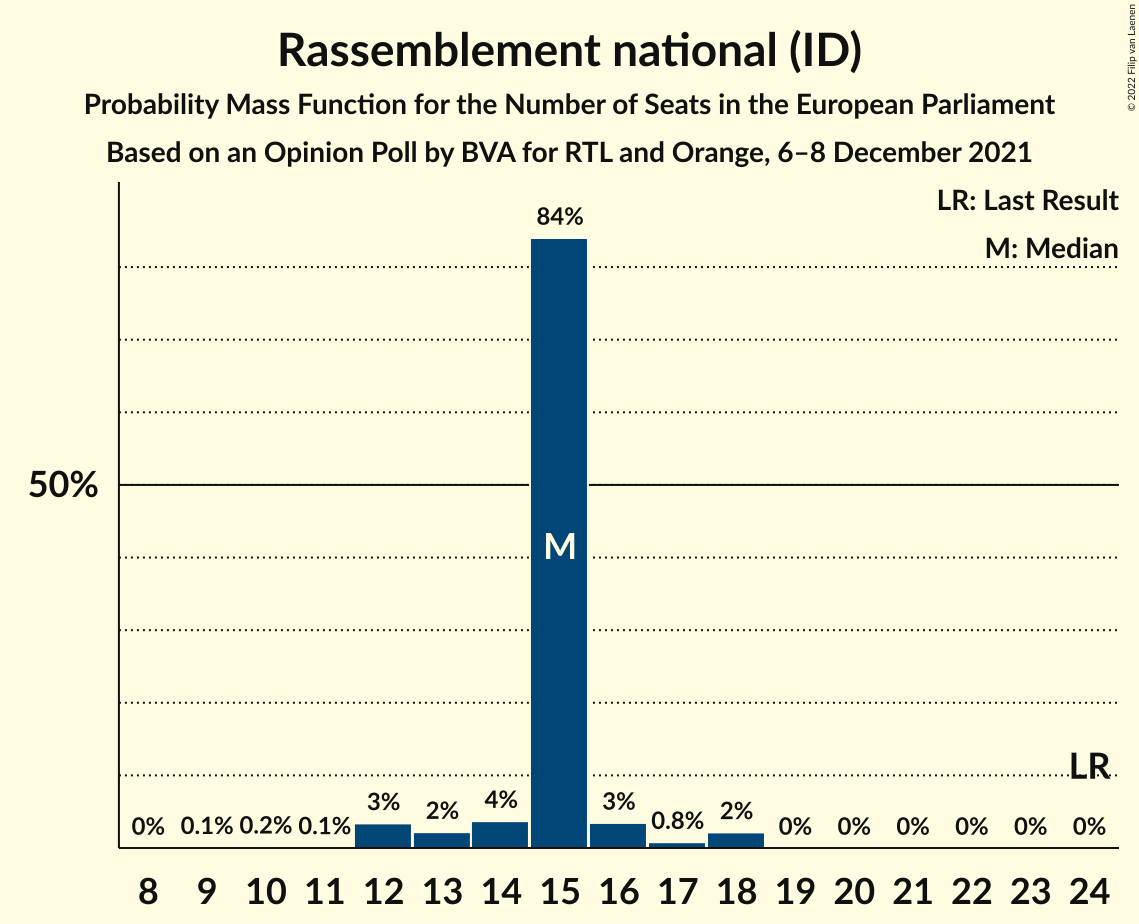 Rassemblement national (ID)
Probability Mass Function for the Number of Seats in the European Parliament
Based on an Opinion Poll by BVA for RTL and Orange, 6–8 December 2021
© 2022 Filip van Laenen
LR: Last Result
M: Median
84%
50%
M
LR
0% 0.1% 0.2% 0.1% 3% 2% 4% 3% 0.8% 2% 0% 0% 0% 0% 0% 0%
8 9 10 11 12 13 14 15 16 17 18 19 20 21 22 23 24